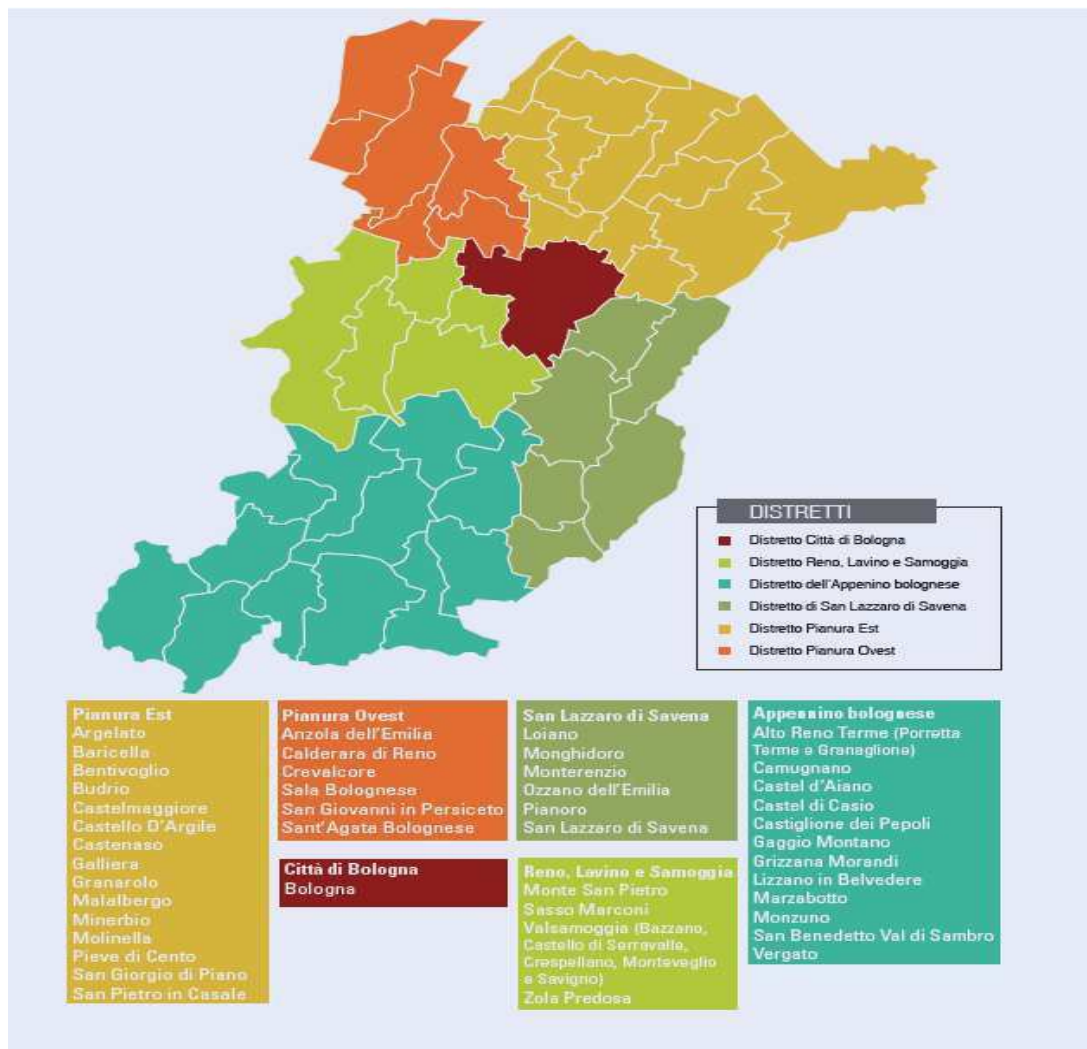 DISTRETTI
Distretto Città di Bologna
Distretto Reno, Lavino e Samoggia
Distretto dell'Appenino bolognese
Distretto di San Lazzaro di Savena
Distretto Pianura Est
Distretto Pianura Ovest
Pianura Est
Argelato
Baricella
Bentivoglio
Budrio
Castelmaggiore
Castello D'Argile
Castenaso
Galliera
Granarolo
Malalbergo
Minerbio
Molinella
Pieve di Cento
San Giorgio di Piano
San Pietro in Casale
Pianura Ovest
Anzola dell'Emilia
Calderara di Reno
Crevalcore
Sala Bolognese
San Giovanni in Persiceto
Sant'Agata Bolognese
Città di Bologna
Bologna
San Lazzaro di Savena
Loiano
Monghidoro
Monterenzio
Ozzano dell'Emilia
Pianoro
San Lazzaro di Savena
Reno, Lavino e Samoggia
Monte San Pietro
Sasso Marconi
Valsamoggia (Bazzano,
Castello di Serravalle,
Crespellano, Monteveglio
e Savigno)
Zola Predosa
Appennino bolognese
Alto Reno Terme (Porretta
Terme e Granaglione)
Camugnano
Castel d'Aiano
Castel di Casio
Castiglione dei Pepoli
Gaggio Montano
Grizzana Morandi
Lizzano in Belvedere
Marzabotto
Monzuno
San Benedetto Val di Sambro
Vergato